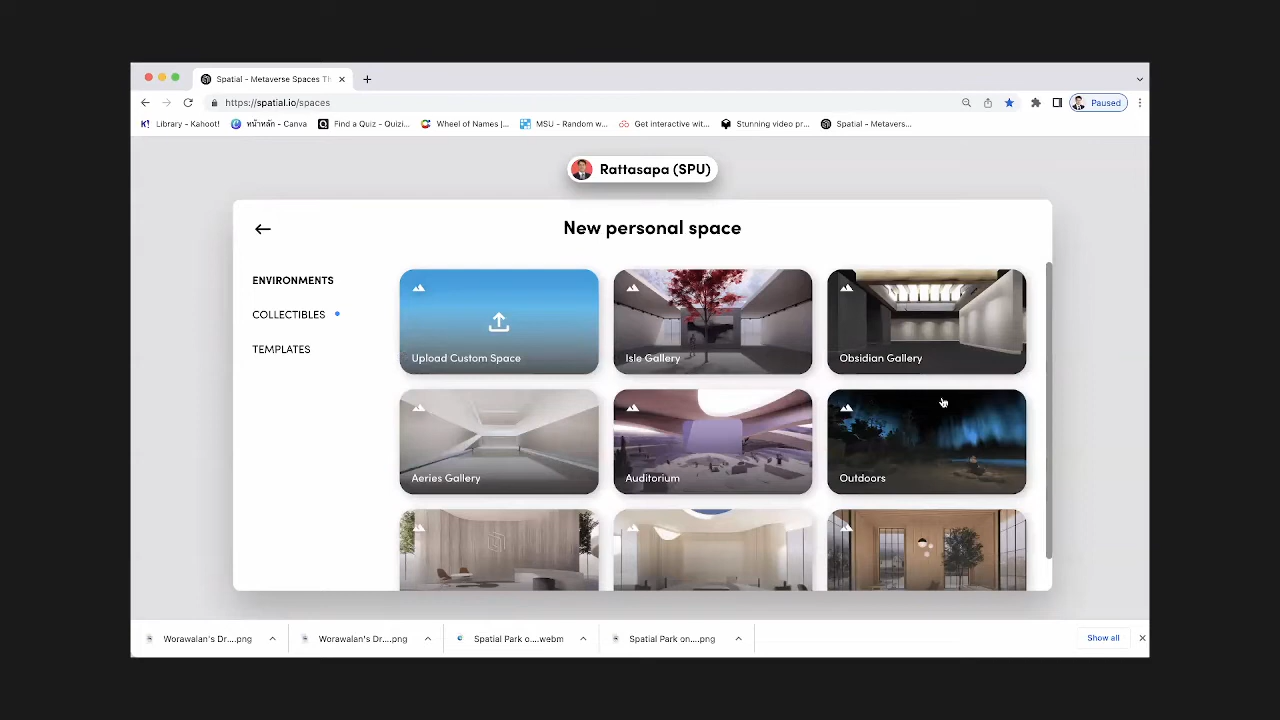 Spatial - Metaverse Spaces Th
https://spatial.io/spaces
Paused
Library - Kahoot!
หน้าหลัก - Canva
Find a Quiz - Quizi...
Wheel of Names |...
MSU - Random w...
Get interactive wit...
Stunning video pr...
Spatial - Metavers...
Rattasapa (SPU)
New personal space
ENVIRONMENTS
COLLECTIBLES
TEMPLATES
Upload Custom Space
Isle Gallery
Obsidian Gallery
Aeries Gallery
Auditorium
Outdoors
Worawalan's Dr....png
Worawalan's Dr....png
Spatial Park o....webm
Spatial Park on....png
Show all